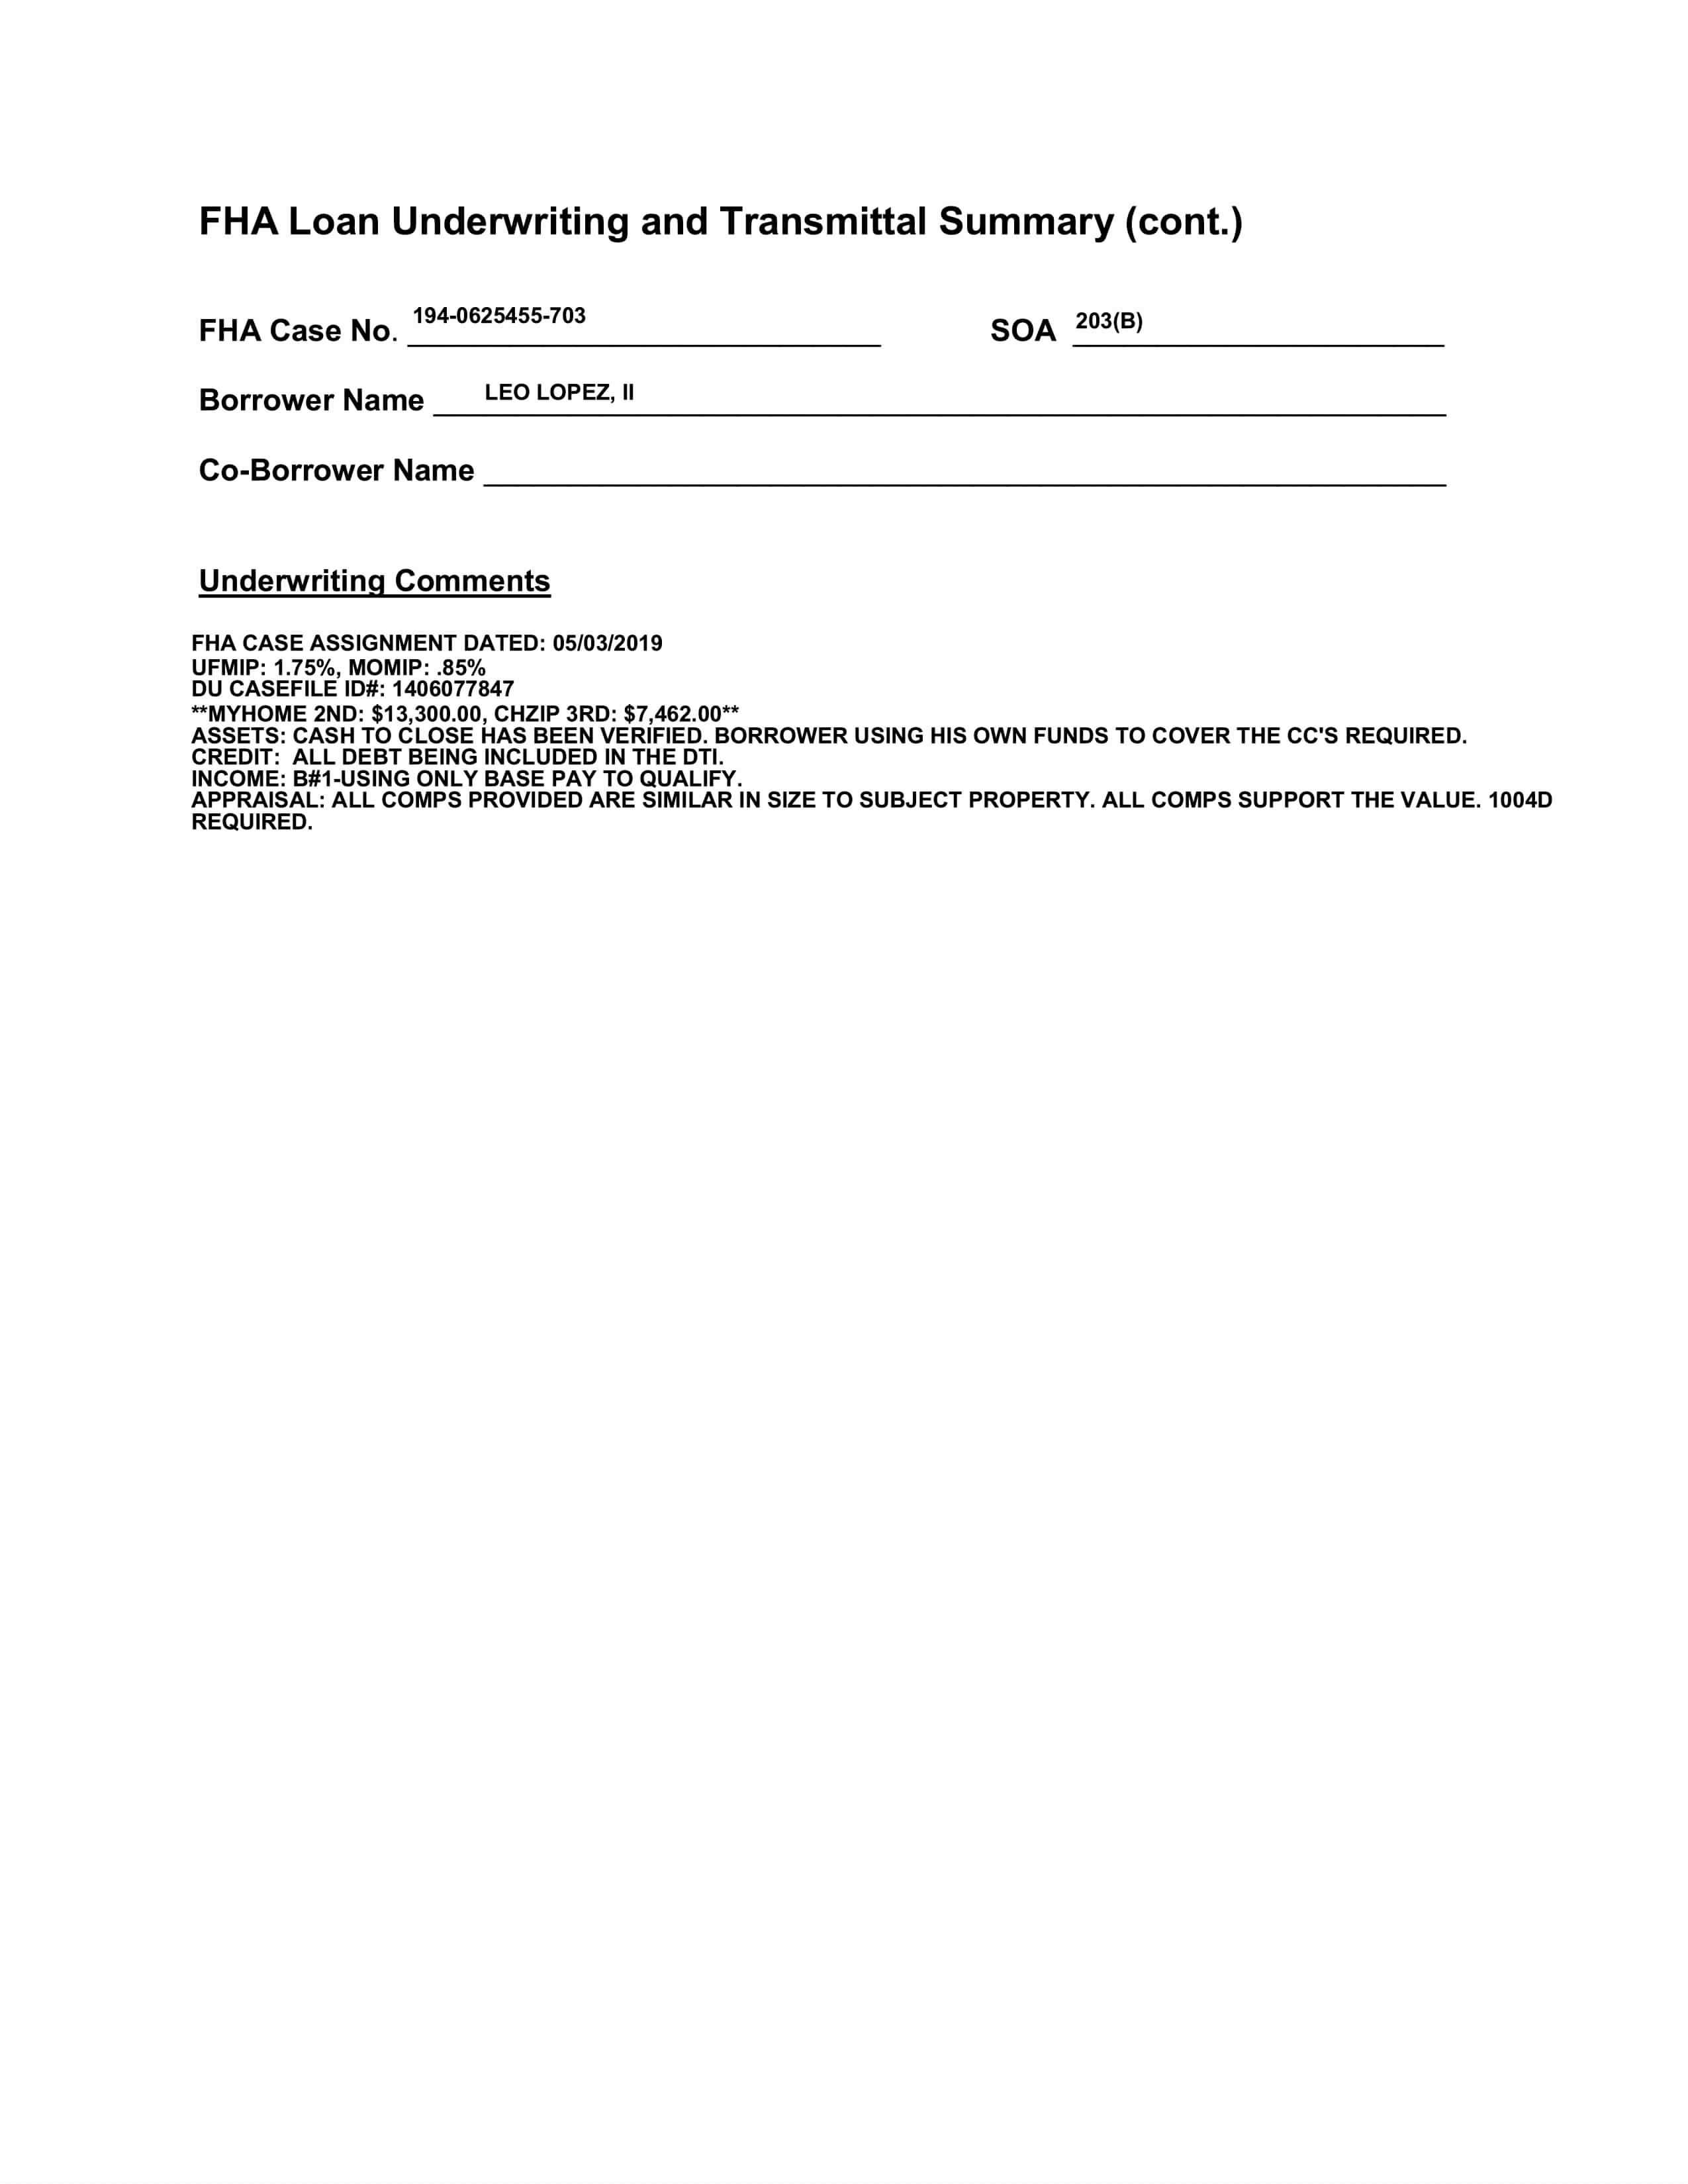 FHA Loan Underwriting and Transmittal Summary (cont.)
FHA Case No. 194-0625455-703 SOA 203(B)
Borrower Name LEO LOPEZ, II
Co-Borrower Name
Underwriting Comments
FHA CASE ASSIGNMENT DATED: 05/03/2019
UFMIP: 1.75%, MOMIP: .85%
DU CASEFILE ID#: 1406077847
**MYHOME 2ND: $13,300.00, CHZIP 3RD: $7,462.00**
ASSETS: CASH TO CLOSE HAS BEEN VERIFIED. BORROWER USING HIS OWN FUNDS TO COVER THE CC'S REQUIRED.
CREDIT:  ALL DEBT BEING INCLUDED IN THE DTI.
INCOME: B#1-USING ONLY BASE PAY TO QUALIFY.
APPRAISAL: ALL COMPS PROVIDED ARE SIMILAR IN SIZE TO SUBJECT PROPERTY. ALL COMPS SUPPORT THE VALUE. 1004D
REQUIRED.